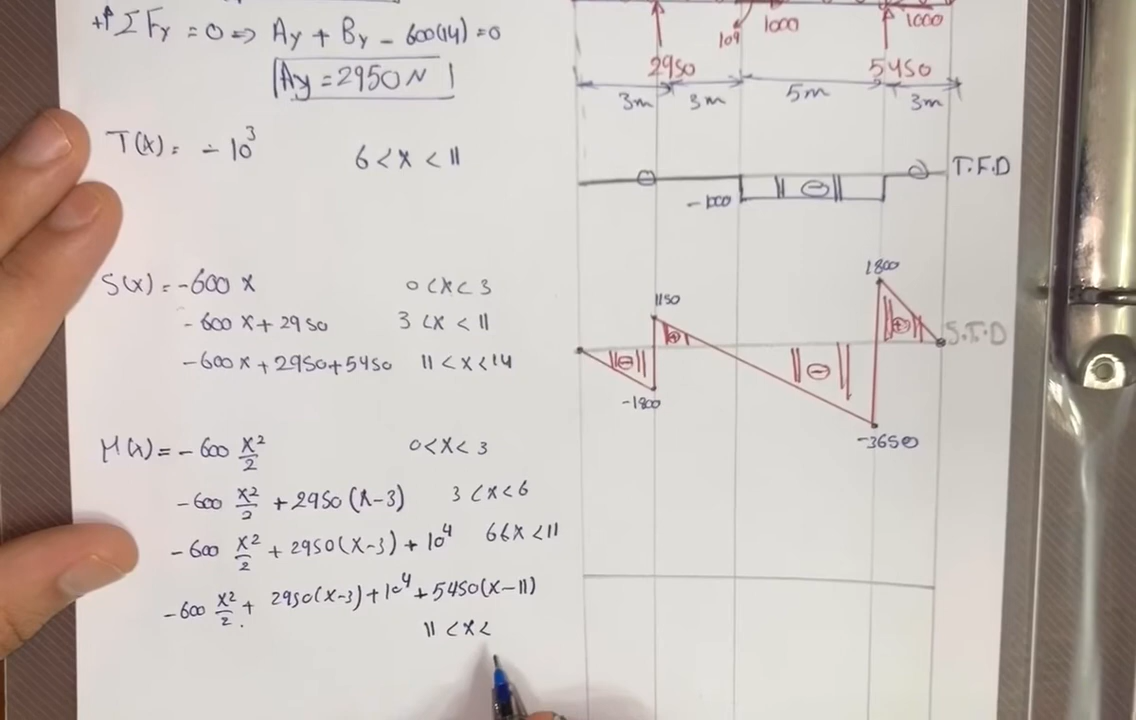 +↑ΣFy = 0 => Ay + By - 600(14) = 0
Ay = 2950 N
T(x) = -10³ 6 < x < 11
S(x) = -600 x 0 < x < 3
-600 x + 2950 3 < x < 11
-600 x + 2950 + 5450 11 < x < 14
M(x) = -600 x²/2 0 < x < 3
-600 x²/2 + 2950 (x-3) 3 < x < 6
-600 x²/2 + 2950(x-3) + 10⁴ 6 < x < 11
-600 x²/2 + 2950(x-3) + 10⁴ + 5450(x-11)
11 < x <
10⁴ 1000 1000
2950 5450
3m 3m 5m 3m
T.F.D
-1000
1800
1150
S.F.D
-1800
-3650